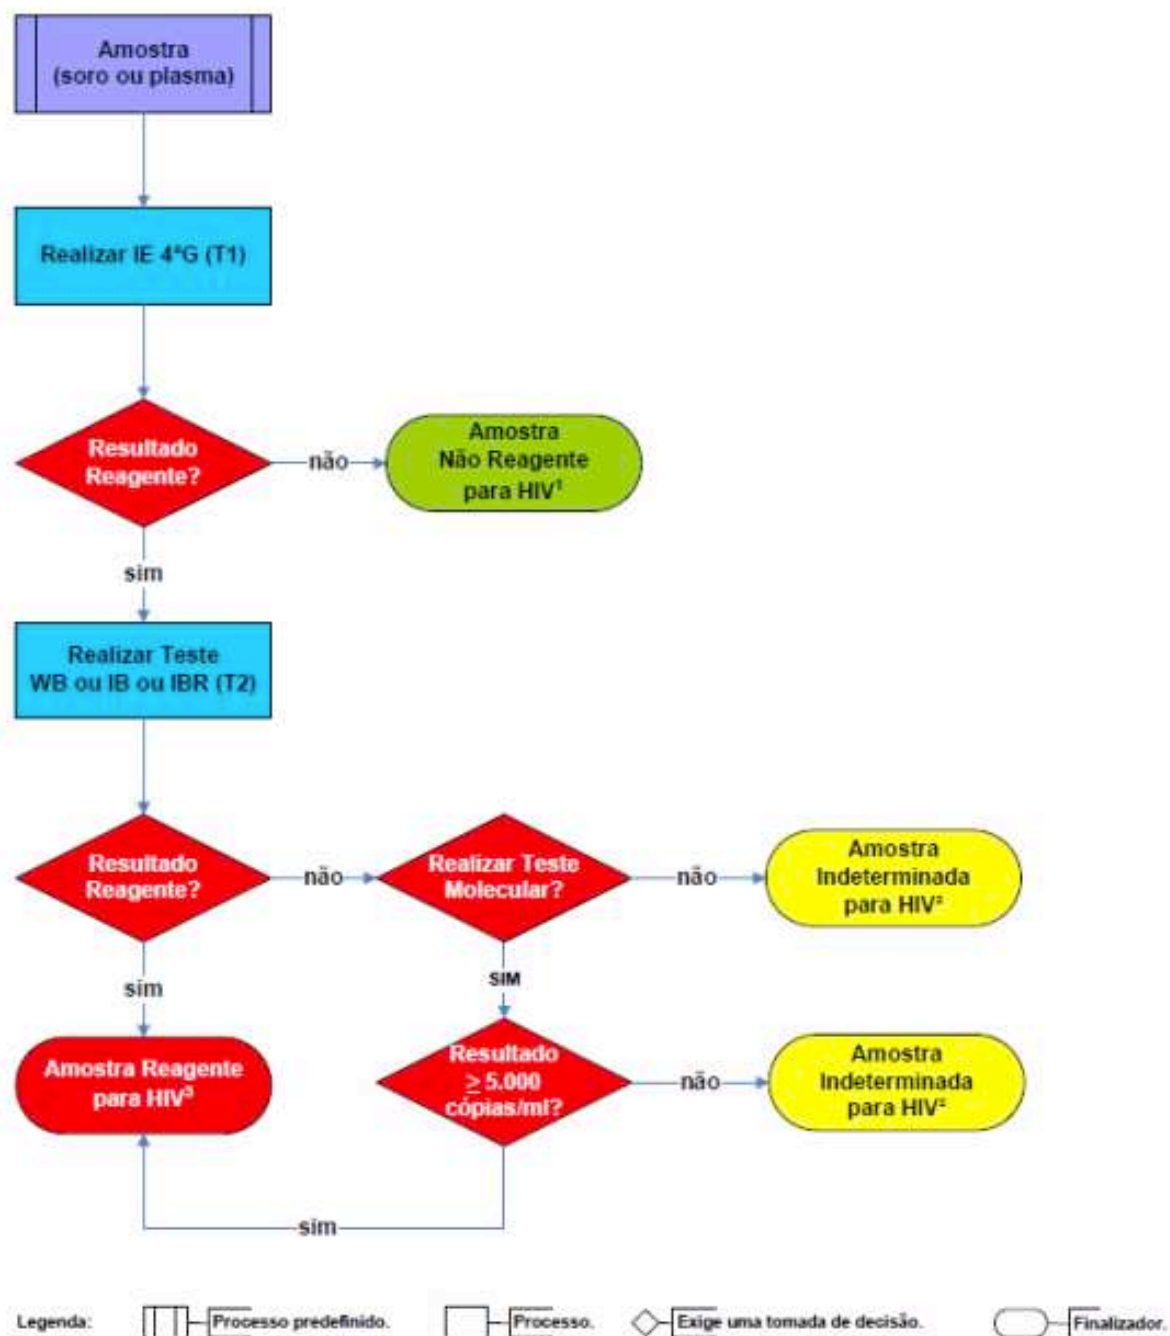 Amostra
(soro ou plasma)
Realizar IE 4ªG (T1)
Resultado
Reagente?
não
Amostra
Não Reagente
para HIV¹
sim
Realizar Teste
WB ou IB ou IBR (T2)
Resultado
Reagente?
não
Realizar Teste
Molecular?
não
Amostra
Indeterminada
para HIV²
sim
SIM
Amostra Reagente
para HIV³
Resultado
≥ 5.000
cópias/ml?
não
Amostra
Indeterminada
para HIV²
sim
Legenda:
Processo predefinido.
Processo.
Exige uma tomada de decisão.
Finalizador.